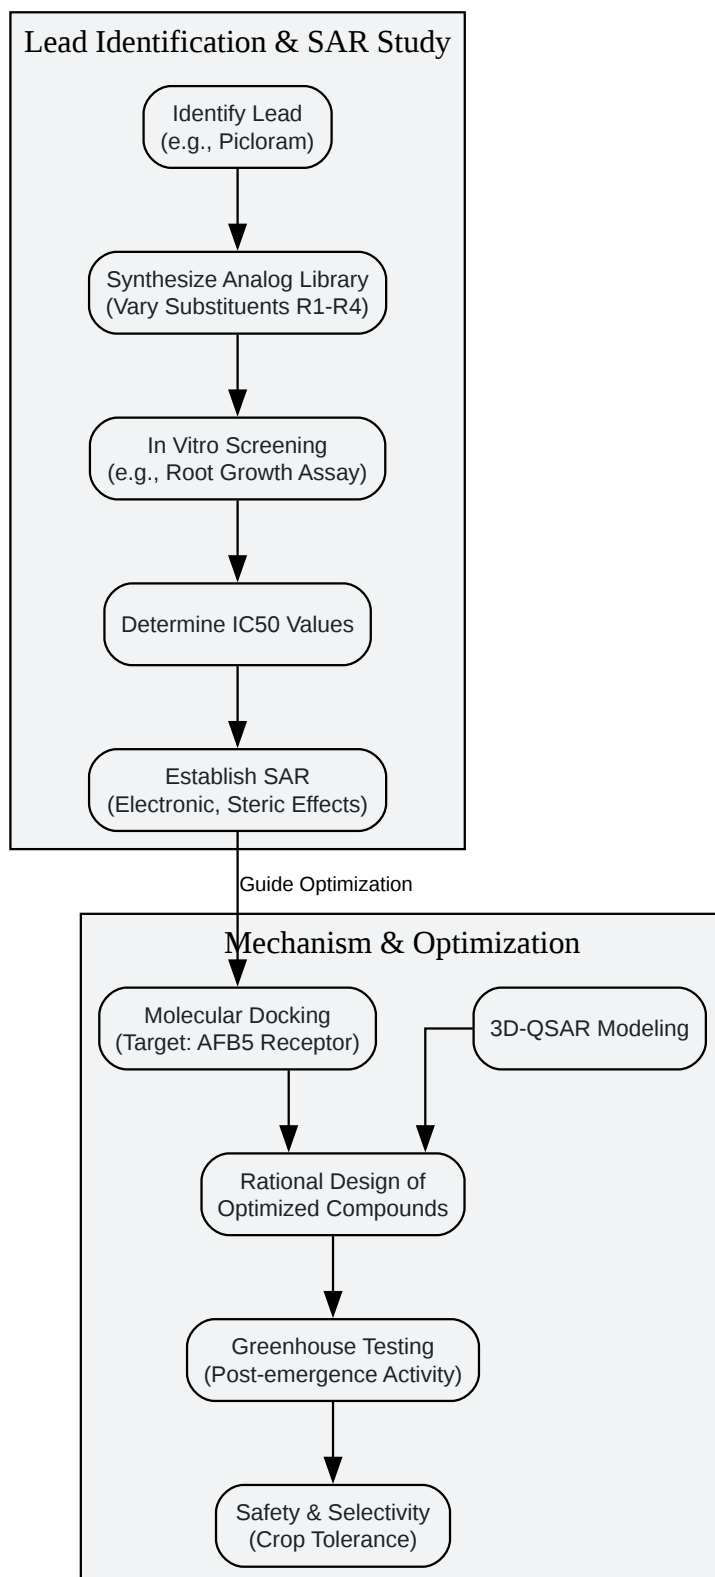 Lead Identification & SAR Study
Identify Lead
(e.g., Picloram)
Synthesize Analog Library
(Vary Substituents R1-R4)
In Vitro Screening
(e.g., Root Growth Assay)
Determine IC50 Values
Establish SAR
(Electronic, Steric Effects)
Guide Optimization
Mechanism & Optimization
Molecular Docking
(Target: AFB5 Receptor)
3D-QSAR Modeling
Rational Design of
Optimized Compounds
Greenhouse Testing
(Post-emergence Activity)
Safety & Selectivity
(Crop Tolerance)